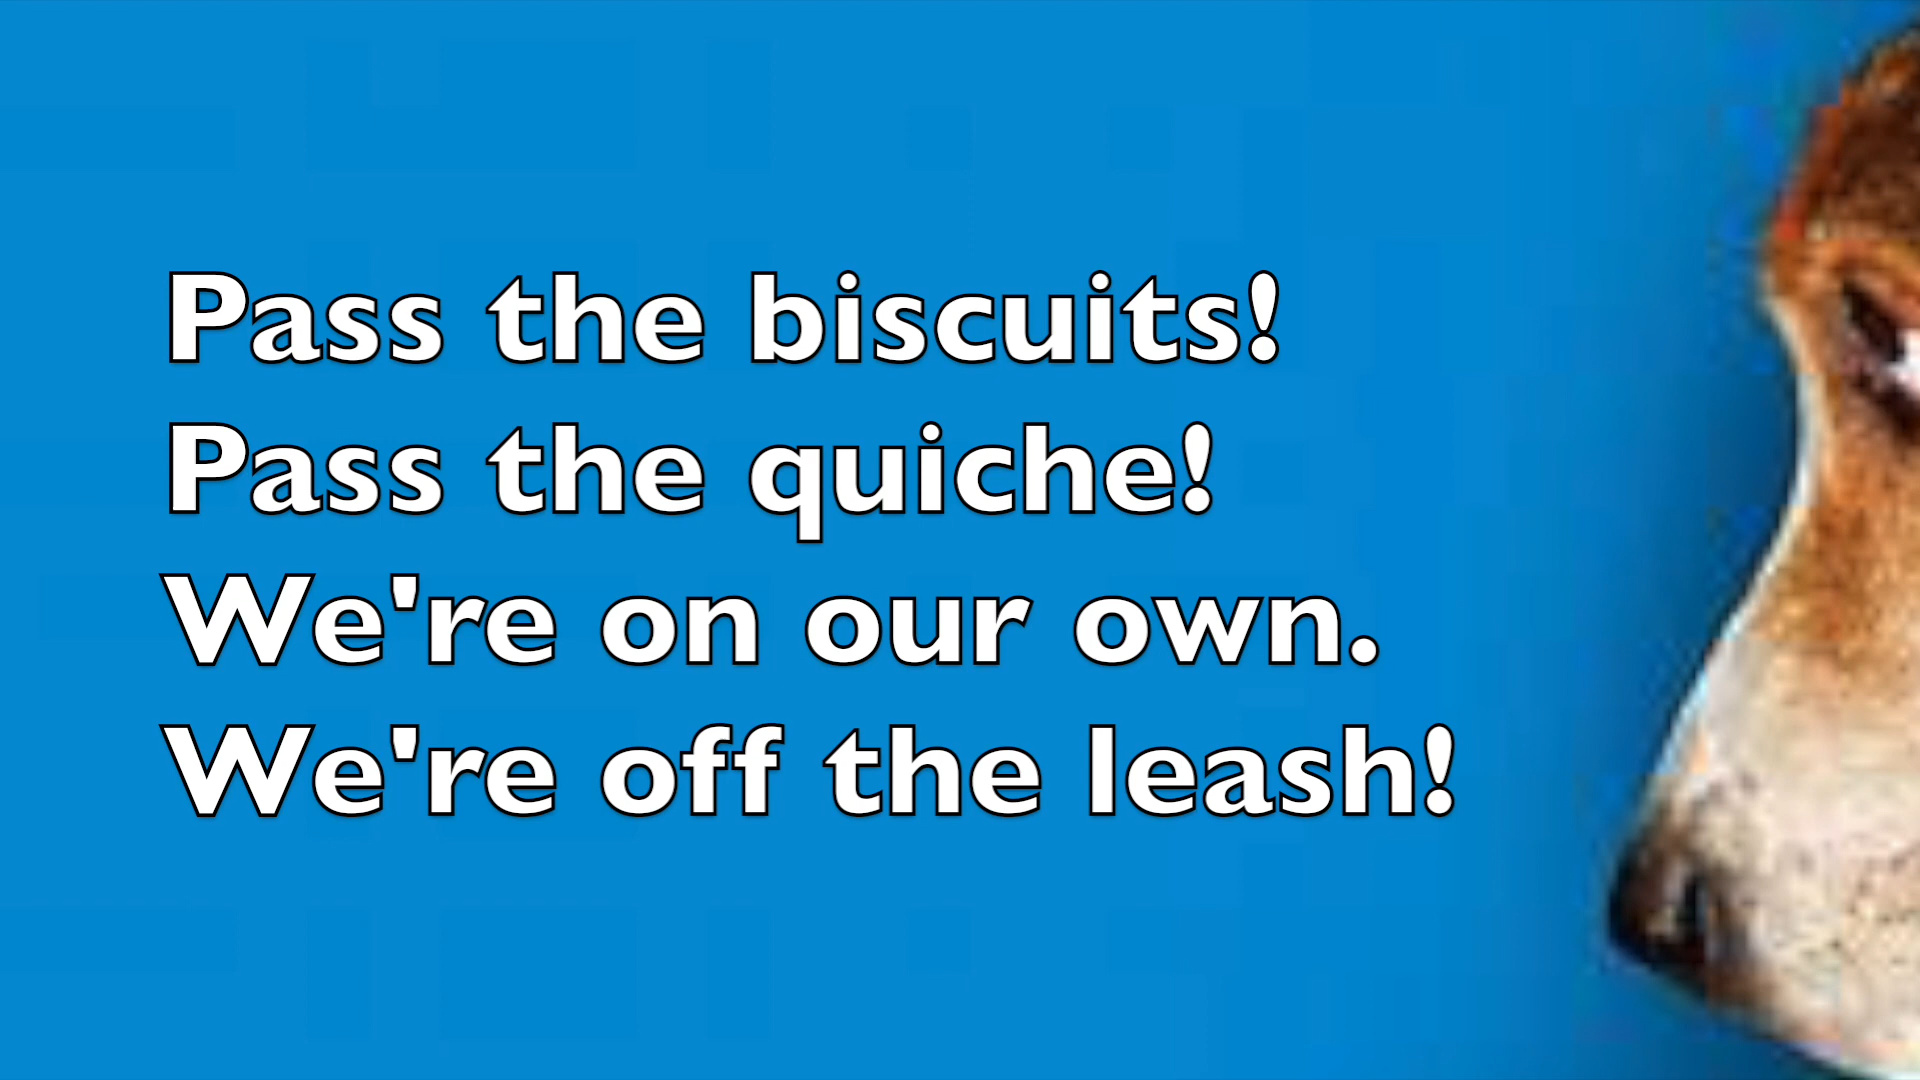 Pass the biscuits!
Pass the quiche!
We're on our own.
We're off the leash!